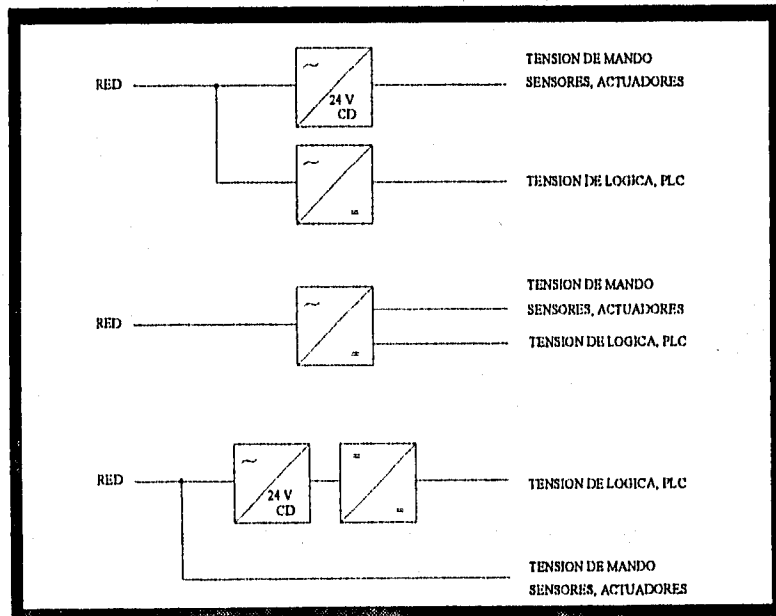 TENSION DE MANDO
RED
SENSORES, ACTUADORES
24 V
CD
TENSION DE LOGICA, PLC
TENSION DE MANDO
RED
SENSORES, ACTUADORES
TENSION DE LOGICA, PLC
RED
24 V
CD
TENSION DE LOGICA, PLC
TENSION DE MANDO
SENSORES, ACTUADORES